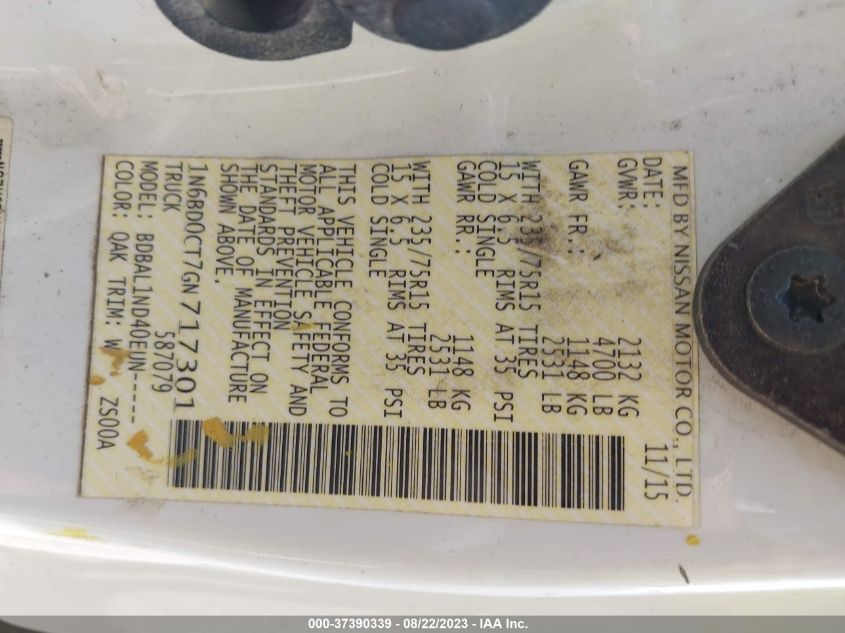 MFD BY NISSAN MOTOR CO., LTD.
DATE: 11/15
GVWR: 2132 KG
4700 LB
GAWR FR.: 1148 KG
2531 LB
WITH 235/75R15 TIRES
15 X 6.5 RIMS AT 35 PSI
COLD SINGLE
GAWR RR.: 1148 KG
2531 LB
WITH 235/75R15 TIRES
15 X 6.5 RIMS AT 35 PSI
COLD SINGLE
THIS VEHICLE CONFORMS TO
ALL APPLICABLE FEDERAL
MOTOR VEHICLE SAFETY AND
THEFT PREVENTION
STANDARDS IN EFFECT ON
THE DATE OF MANUFACTURE
SHOWN ABOVE.
1N6BD0CT7GN717301
TRUCK 587079
MODEL: BDBAL1ND40EUN-----
COLOR: QAK TRIM: W ZS00A
000-37390339 - 08/22/2023 - IAA Inc.